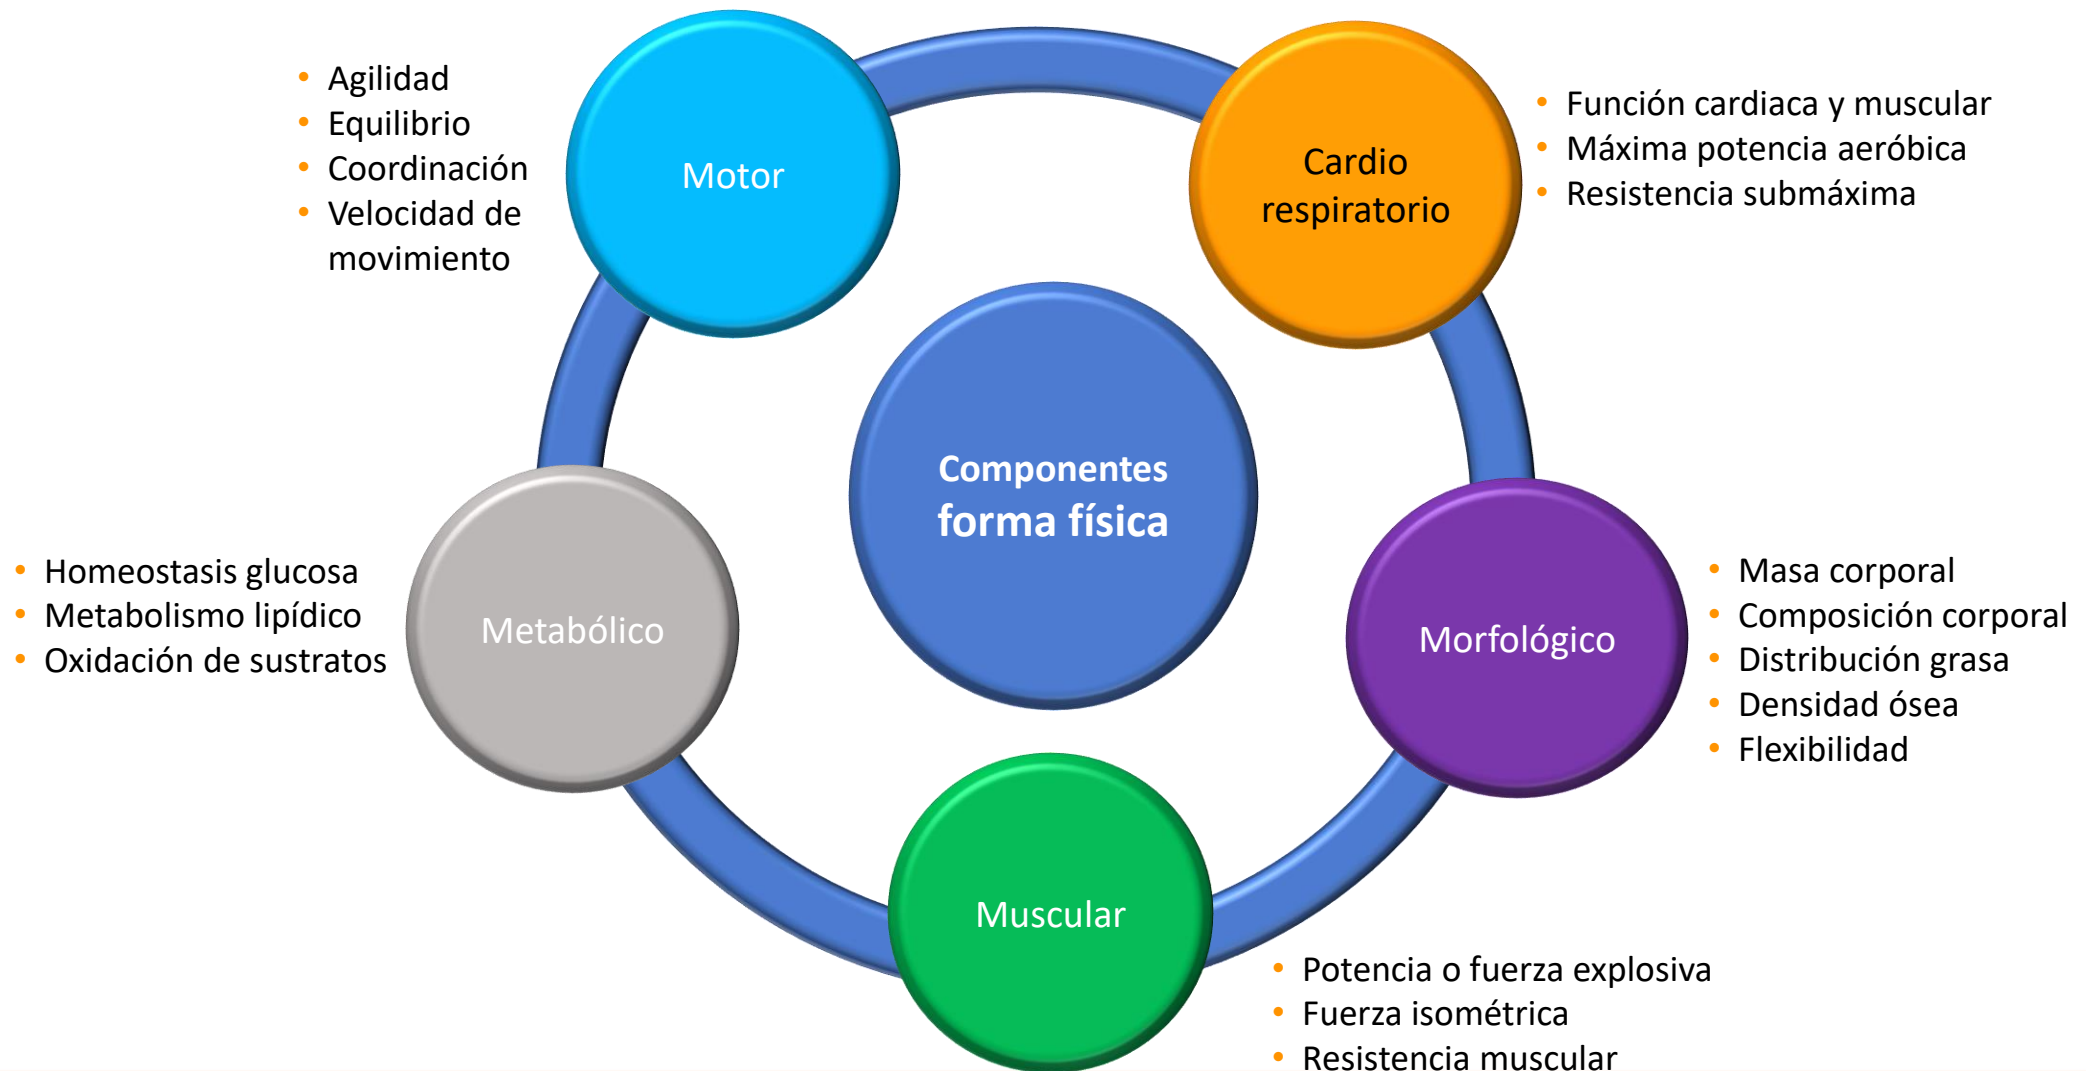 • Agilidad
• Equilibrio
• Coordinación
• Velocidad de
movimiento
Motor
Cardio
respiratorio
• Función cardiaca y muscular
• Máxima potencia aeróbica
• Resistencia submáxima
Componentes
forma física
• Homeostasis glucosa
• Metabolismo lipídico
• Oxidación de sustratos
Metabólico
Morfológico
• Masa corporal
• Composición corporal
• Distribución grasa
• Densidad ósea
• Flexibilidad
Muscular
• Potencia o fuerza explosiva
• Fuerza isométrica
• Resistencia muscular